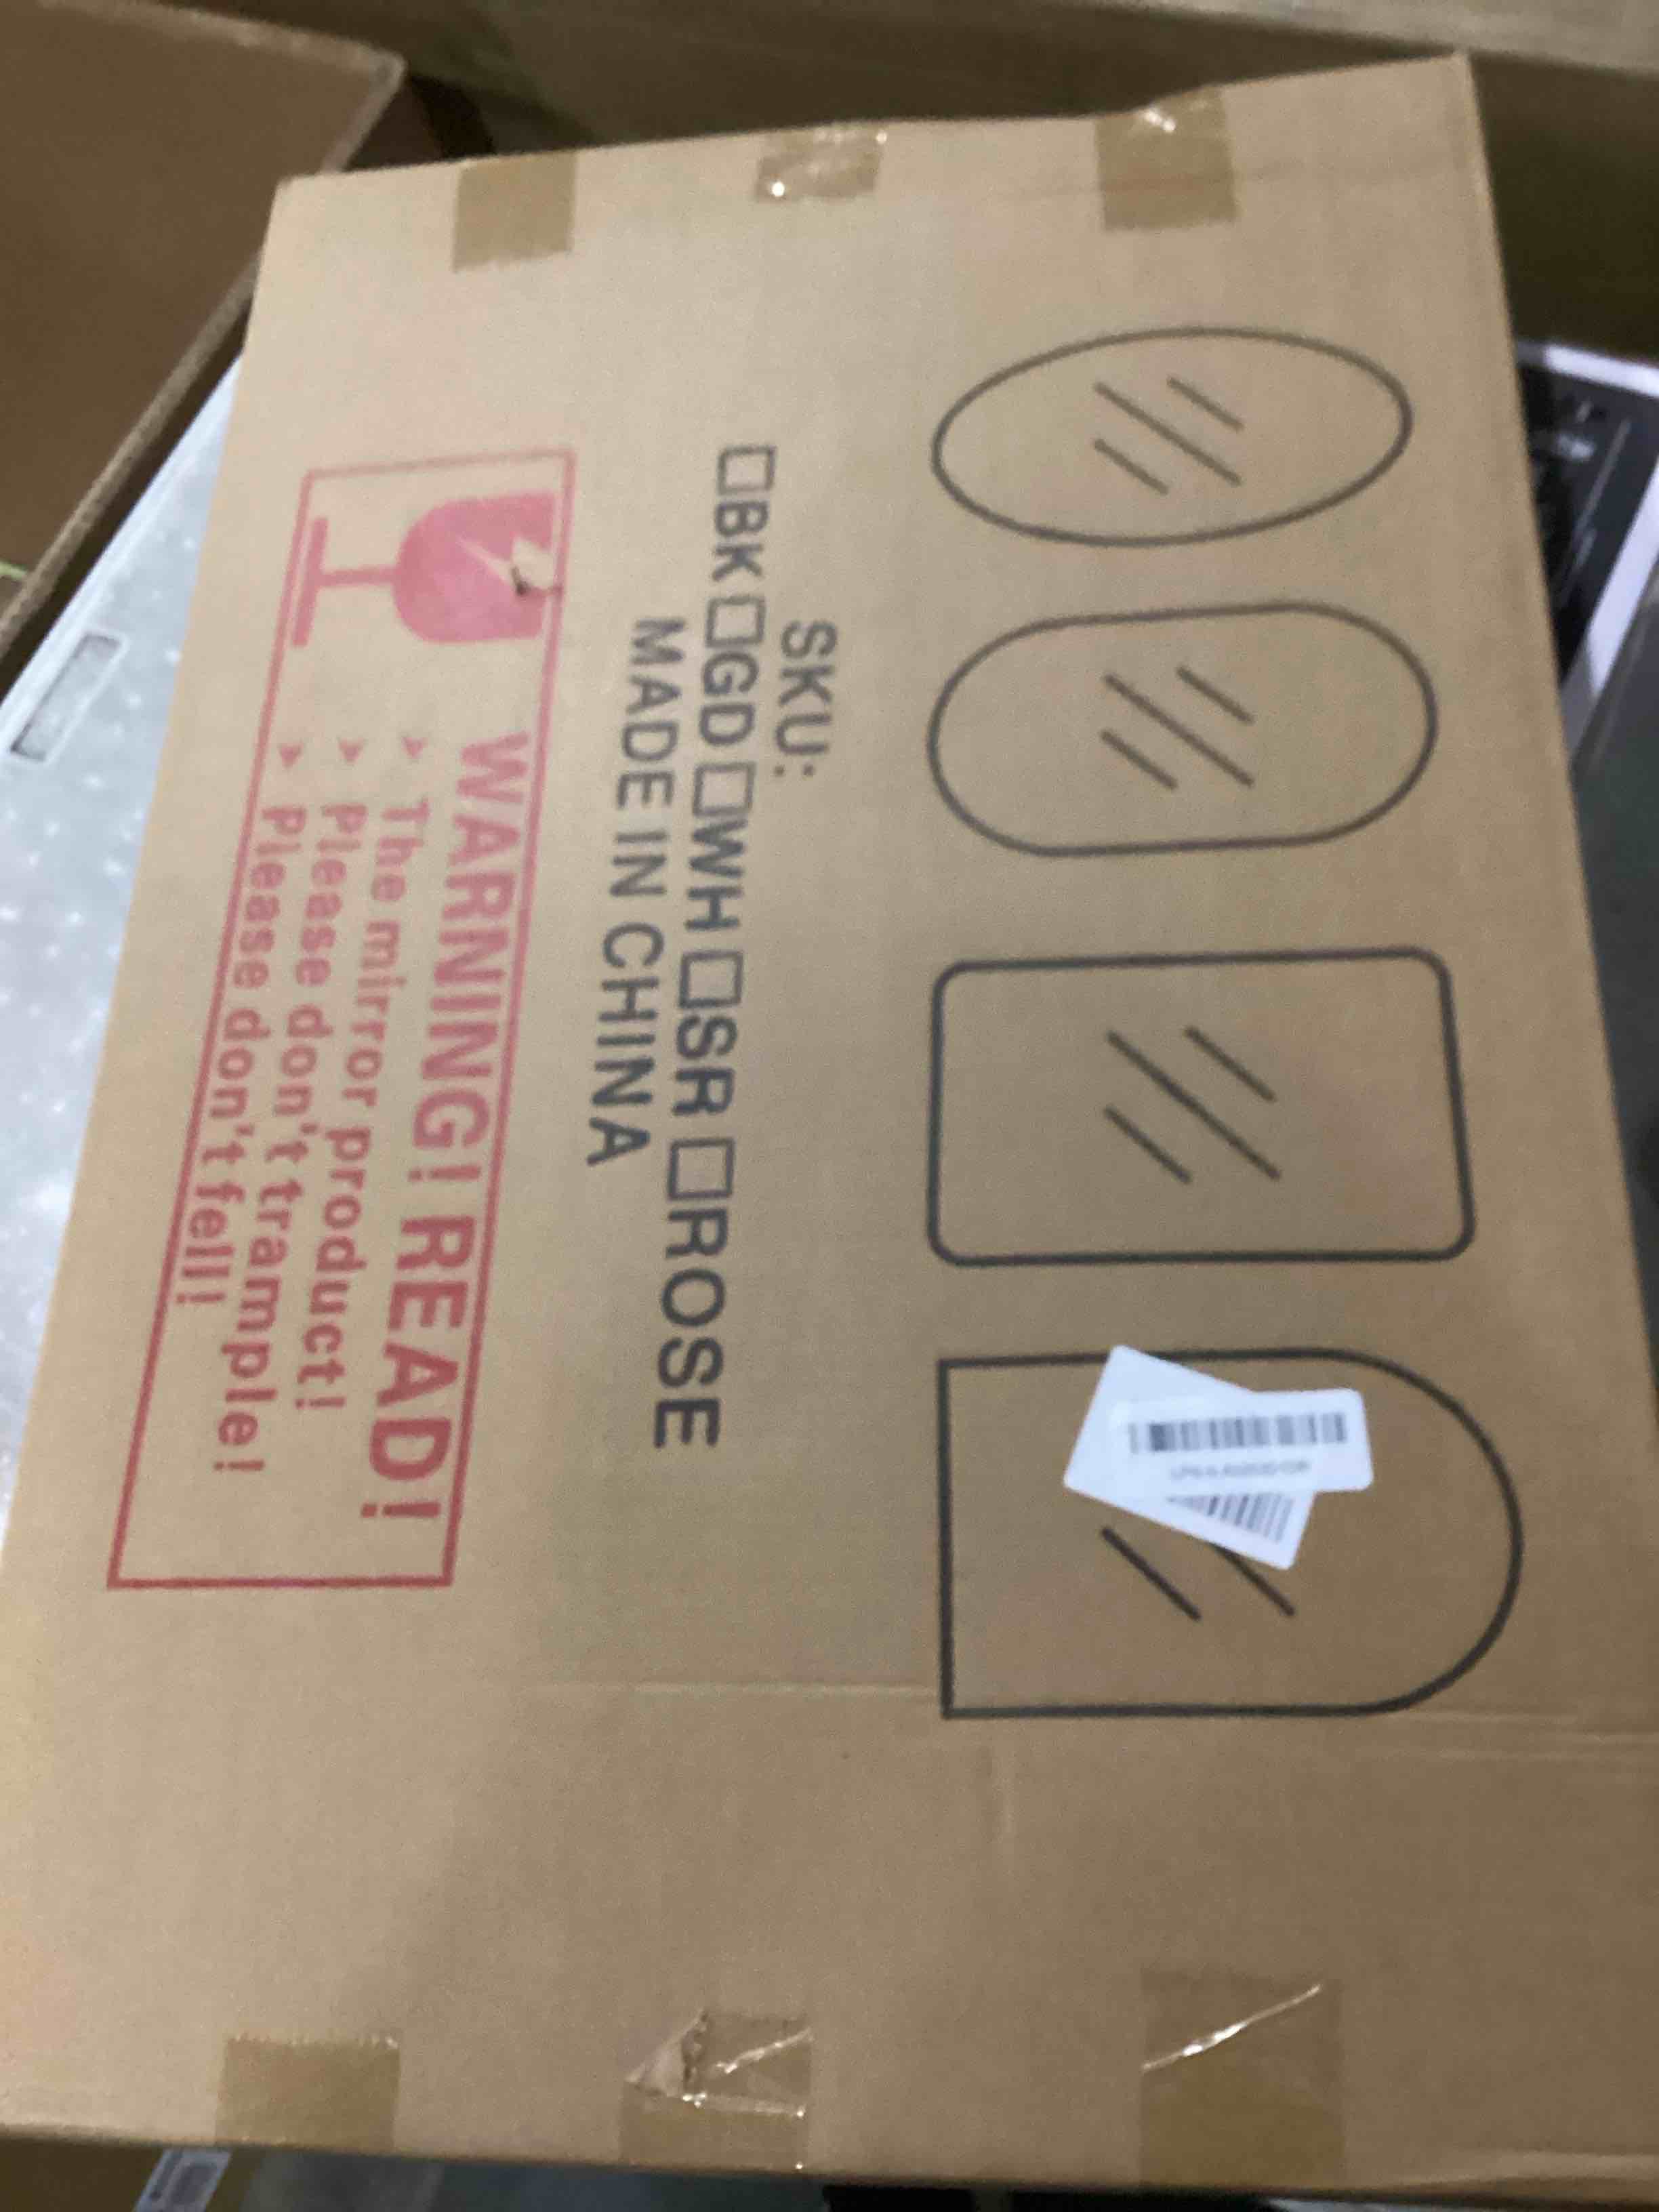 SKU:
□BK □GD □WH □SR □ROSE
MADE IN CHINA
WARNING! READ!
➤ The mirror product!
➤ Please don't trample!
➤ Please don't fell!